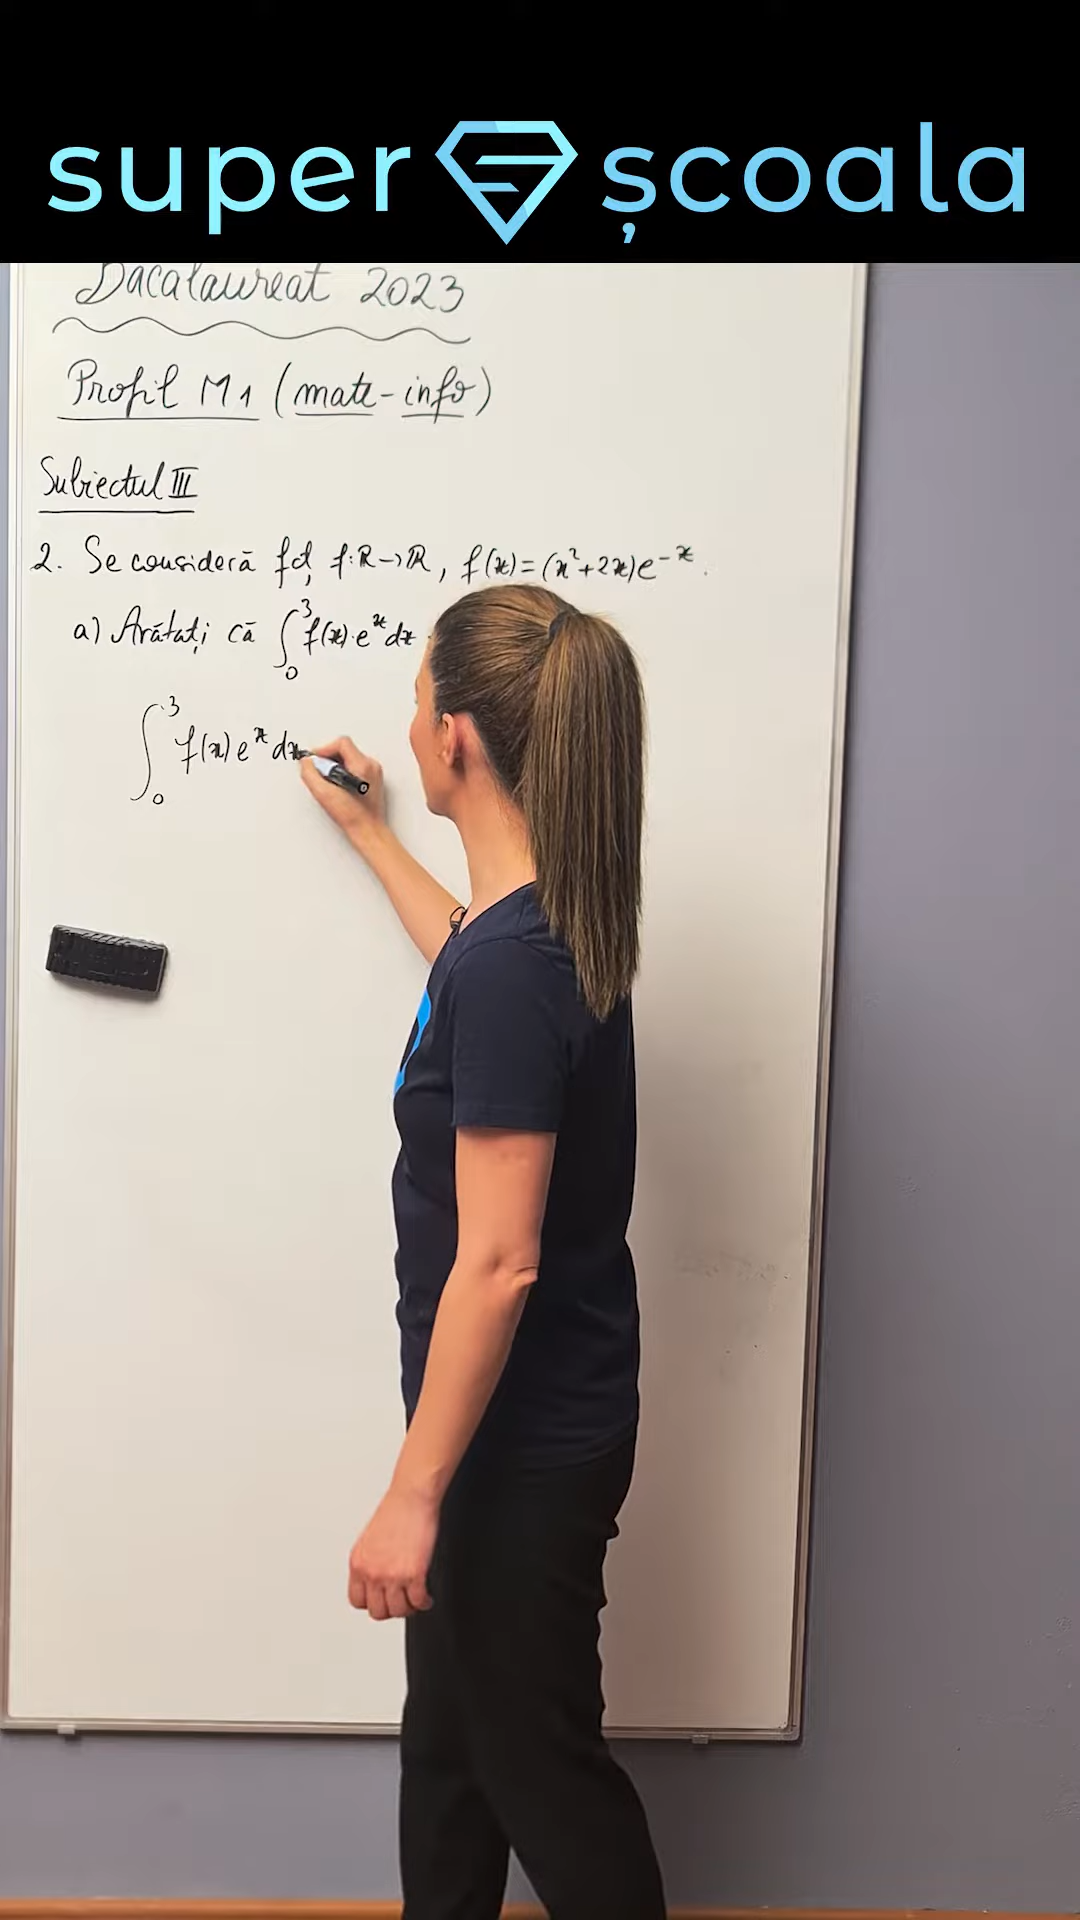 super școala
Bacalaureat 2023
Profil M1 (mate-info)
Subiectul III
2. Se consideră fcț f:ℝ→ℝ, f(x)=(x²+2x)e⁻ˣ.
a) Arătați că ∫₀³ f(x)·eˣdx
∫₀³ f(x)eˣdx